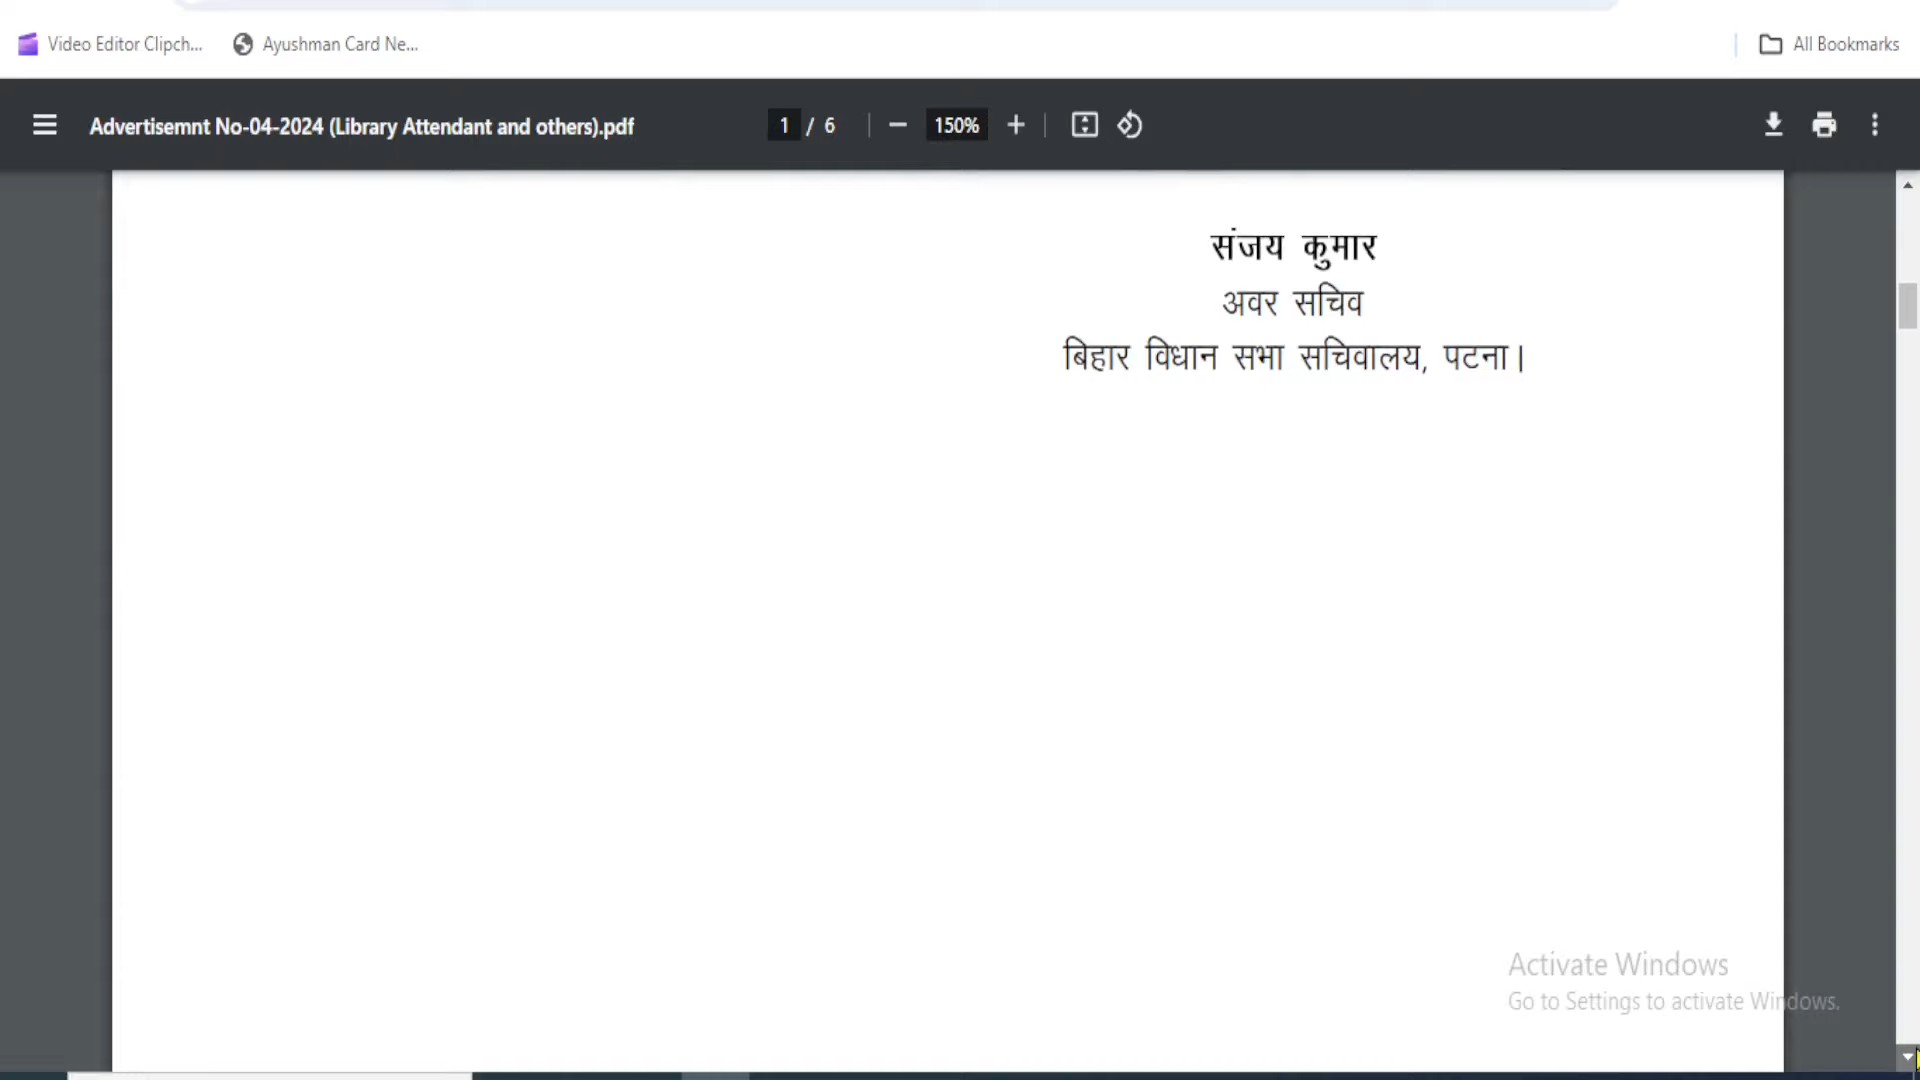 Video Editor Clipch...
Ayushman Card Ne...
All Bookmarks
Advertisemnt No-04-2024 (Library Attendant and others).pdf
1 / 6
150%
संजय कुमार
अवर सचिव
बिहार विधान सभा सचिवालय, पटना।
Activate Windows
Go to Settings to activate Windows.